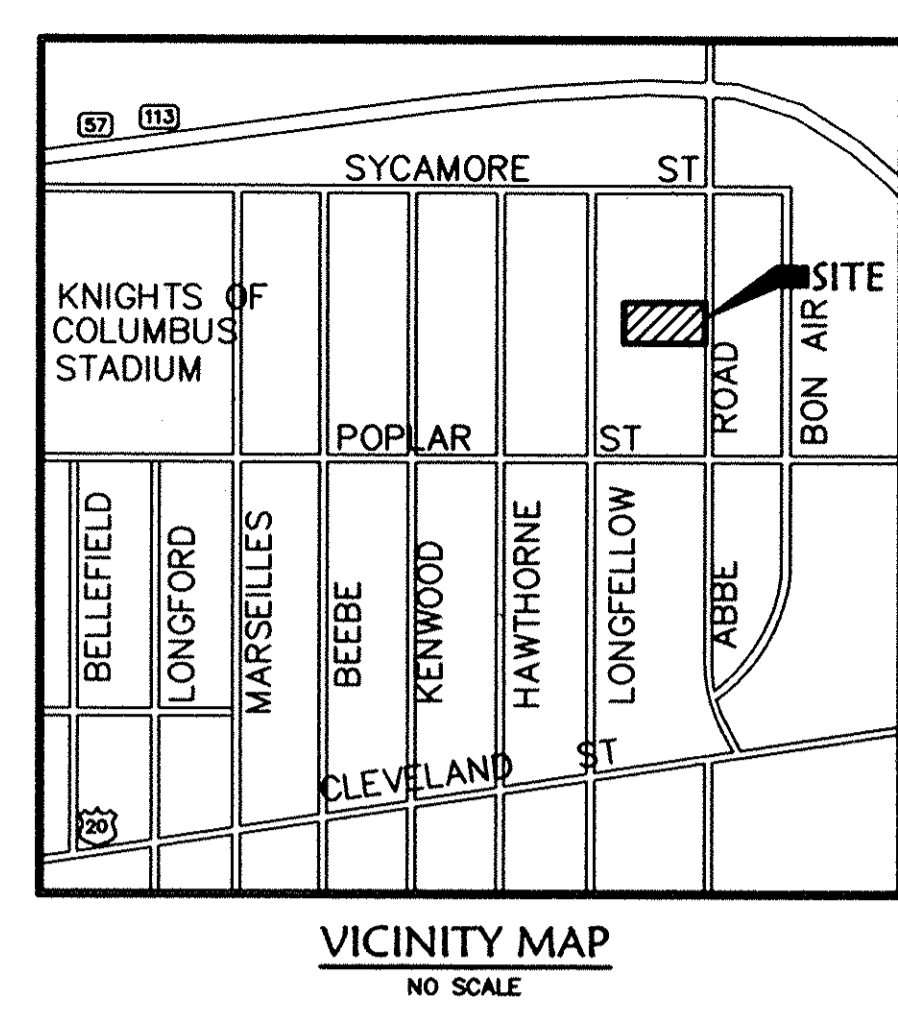 57
113
SYCAMORE ST
SITE
KNIGHTS OF
COLUMBUS
STADIUM
ROAD
BON AIR
POPLAR ST
BELLEFIELD
LONGFORD
MARSEILLES
BEEBE
KENWOOD
HAWTHORNE
LONGFELLOW
ABBE
CLEVELAND ST
20
VICINITY MAP
NO SCALE